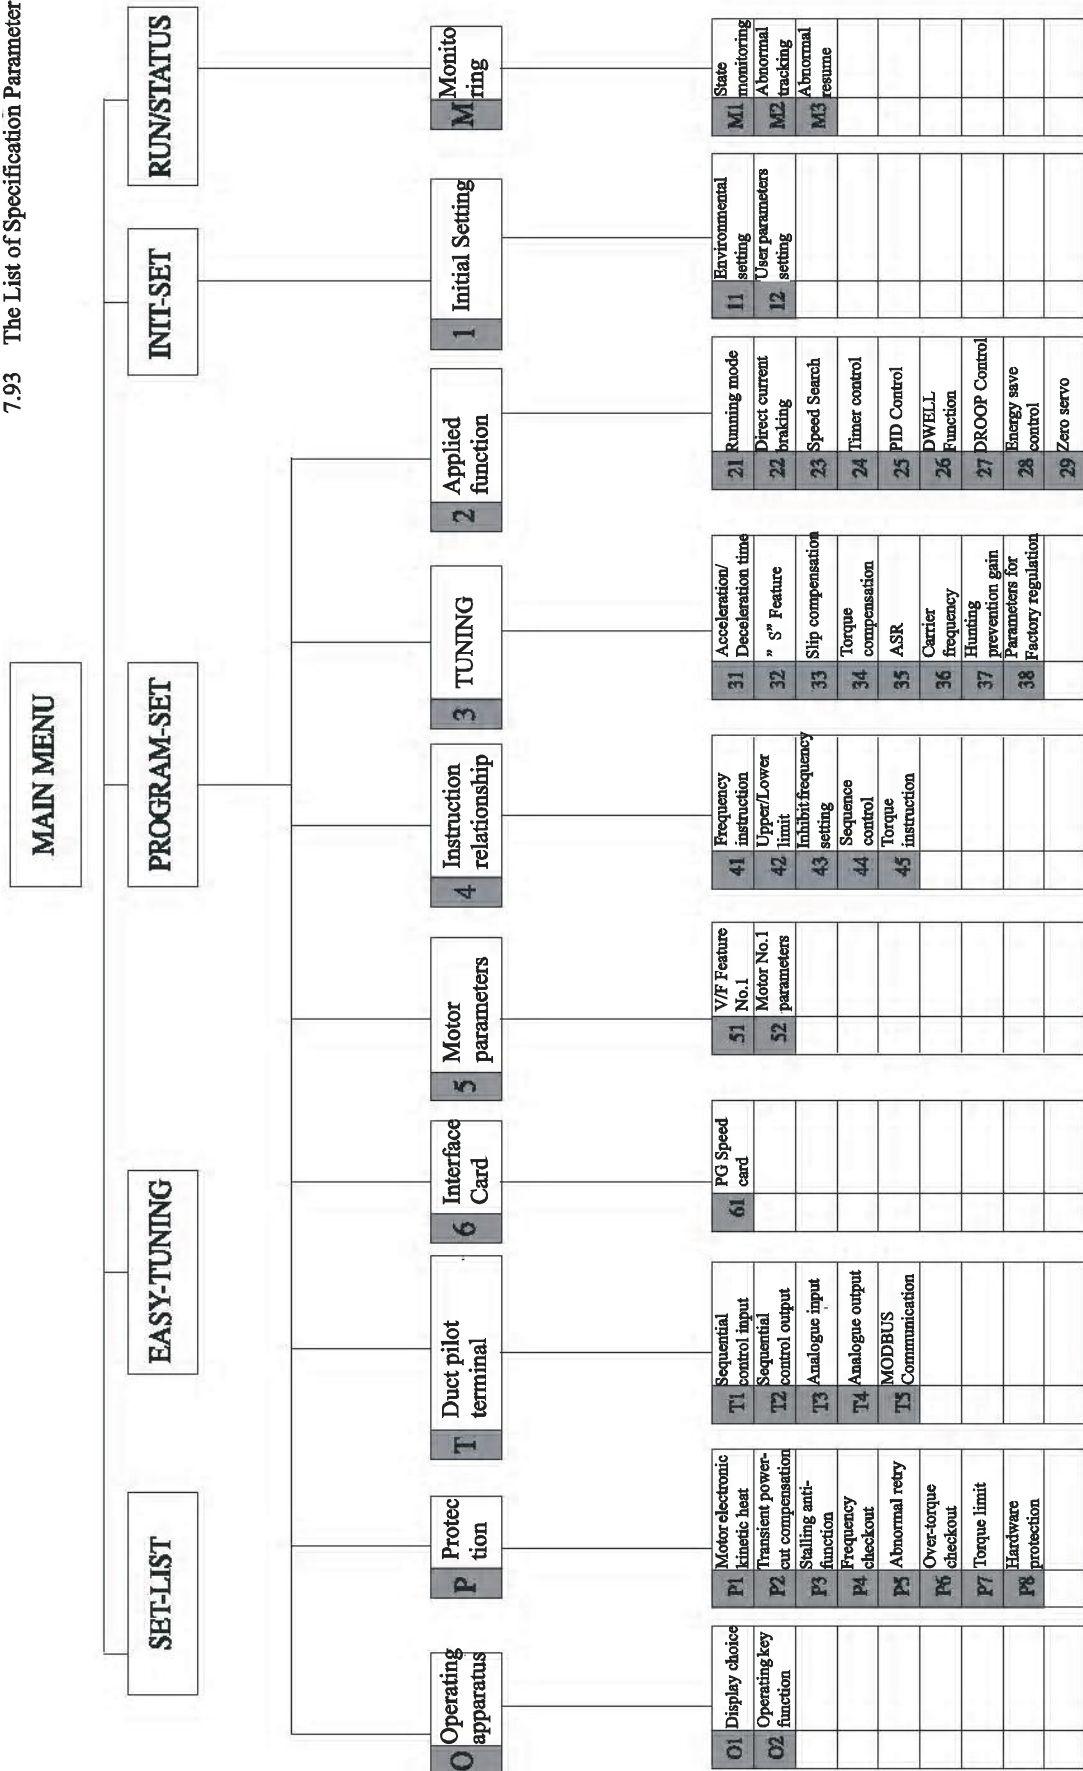 7.93 The List of Specification Parameter
MAIN MENU
SET-LIST
EASY-TUNING
PROGRAM-SET
INIT-SET
RUN/STATUS
O Operating
apparatus
P Protec
tion
T Duct pilot
terminal
6 Interface
Card
5 Motor
parameters
4 Instruction
relationship
3 TUNING
2 Applied
function
1 Initial Setting
M Monito
ring
O1 Display choice
O2 Operating key
function
P1 Motor electronic
kinetic heat
P2 Transient power-
cut compensation
P3 Stalling anti-
function
P4 Frequency
checkout
P5 Abnormal retry
P6 Over-torque
checkout
P7 Torque limit
P8 Hardware
protection
T1 Sequential
control input
T2 Sequential
control output
T3 Analogue input
T4 Analogue output
T5 MODBUS
Communication
61 PG Speed
card
51 V/F Feature
No.1
52 Motor No.1
parameters
41 Frequency
instruction
42 Upper/Lower
limit
43 Inhibit frequency
setting
44 Sequence
control
45 Torque
instruction
31 Acceleration/
Deceleration time
32 ” S” Feature
33 Slip compensation
34 Torque
compensation
35 ASR
36 Carrier
frequency
37 Hunting
prevention gain
38 Parameters for
Factory regulation
21 Running mode
22 Direct current
braking
23 Speed Search
24 Timer control
25 PID Control
26 DWELL
Function
27 DROOP Control
28 Energy save
control
29 Zero servo
11 Environmental
setting
12 User parameters
setting
M1 State
monitoring
M2 Abnormal
tracking
M3 Abnormal
resume